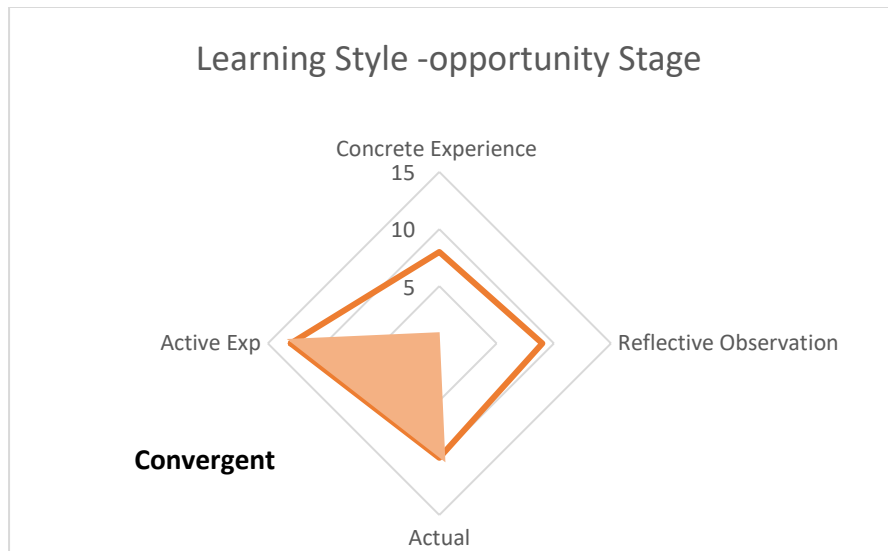 Learning Style -opportunity Stage
Concrete Experience
15
10
5
Active Exp
Reflective Observation
Convergent
Actual